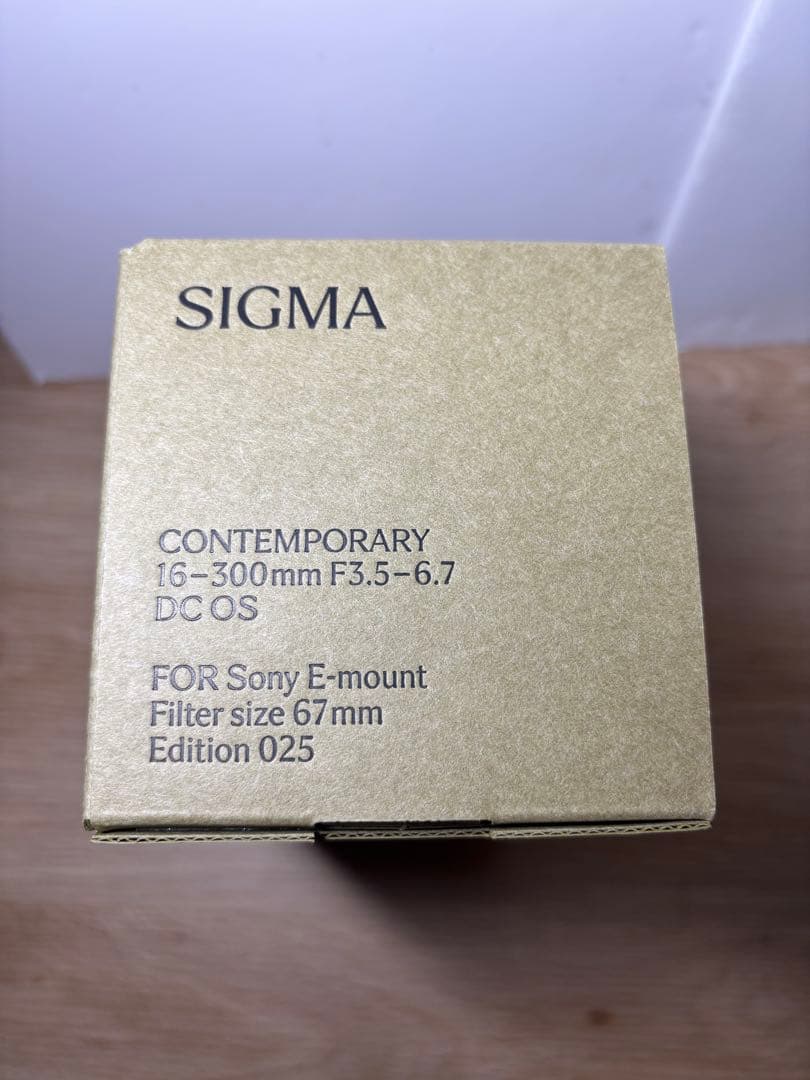 SIGMA
CONTEMPORARY
16–300mm F3.5–6.7
DC OS
FOR Sony E-mount
Filter size 67mm
Edition 025